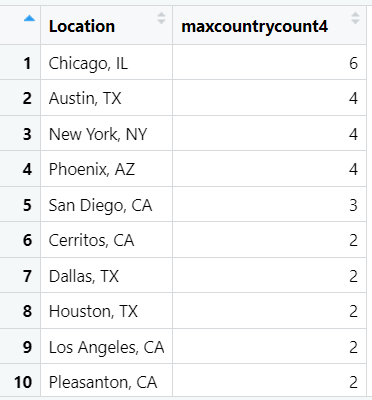 Location maxcountrycount4
1 Chicago, IL 6
2 Austin, TX 4
3 New York, NY 4
4 Phoenix, AZ 4
5 San Diego, CA 3
6 Cerritos, CA 2
7 Dallas, TX 2
8 Houston, TX 2
9 Los Angeles, CA 2
10 Pleasanton, CA 2